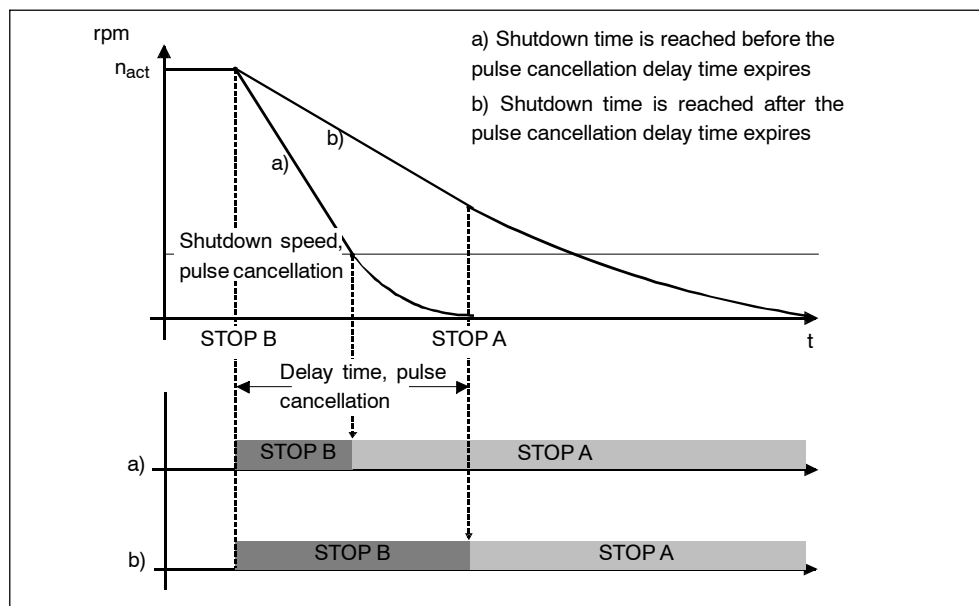 rpm
n_act
a) Shutdown time is reached before the
pulse cancellation delay time expires
b) Shutdown time is reached after the
pulse cancellation delay time expires
b)
a)
Shutdown speed,
pulse cancellation
STOP B
STOP A
t
Delay time, pulse
cancellation
a)
STOP B
STOP A
b)
STOP B
STOP A